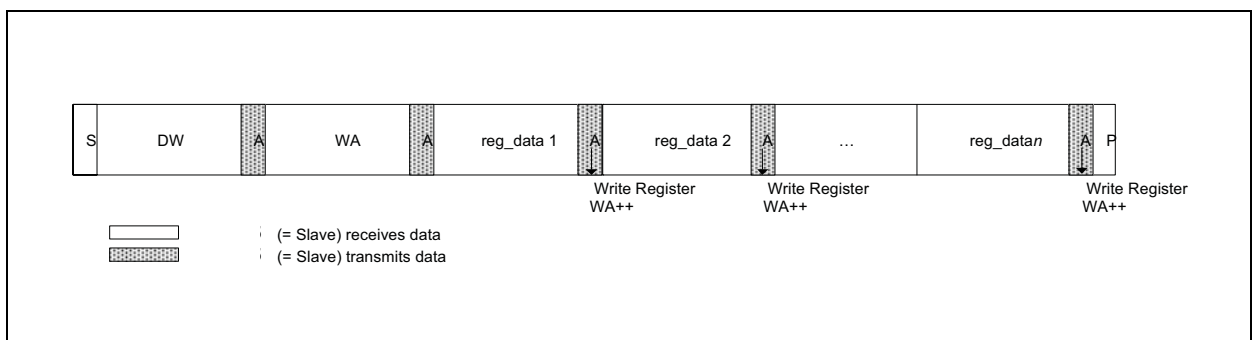 S DW A WA A reg_data 1 A reg_data 2 A … reg_datan A P
Write Register Write Register Write Register
WA++ WA++ WA++
(= Slave) receives data
(= Slave) transmits data